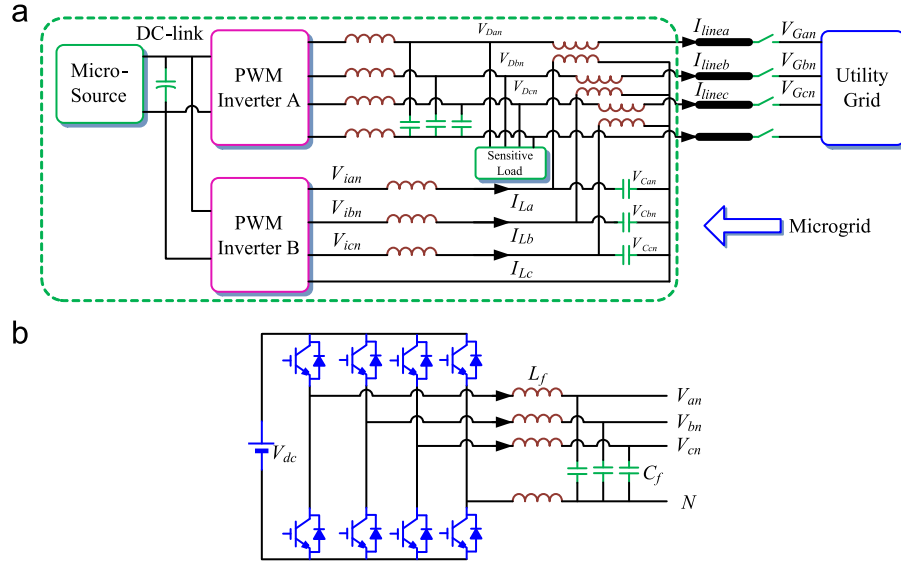 a
DC-link
Micro-
Source
PWM
Inverter A
V_Dan
V_Dbn
V_Dcn
Sensitive
Load
I_linea
I_lineb
I_linec
V_Gan
V_Gbn
V_Gcn
Utility
Grid
PWM
Inverter B
V_ian
V_ibn
V_icn
I_La
I_Lb
I_Lc
V_Can
V_Cbn
V_Ccn
Microgrid
b
V_dc
L_f
C_f
V_an
V_bn
V_cn
N